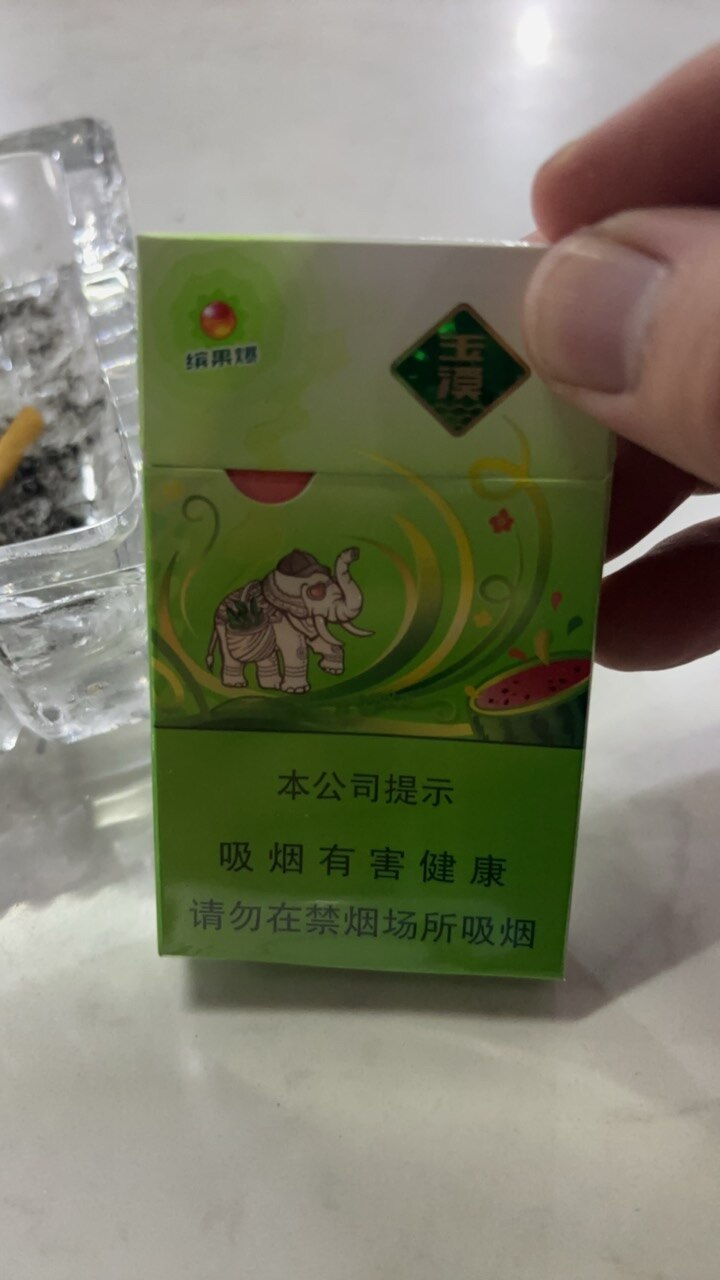 缤果爆
玉溪
本公司提示
吸烟有害健康
请勿在禁烟场所吸烟